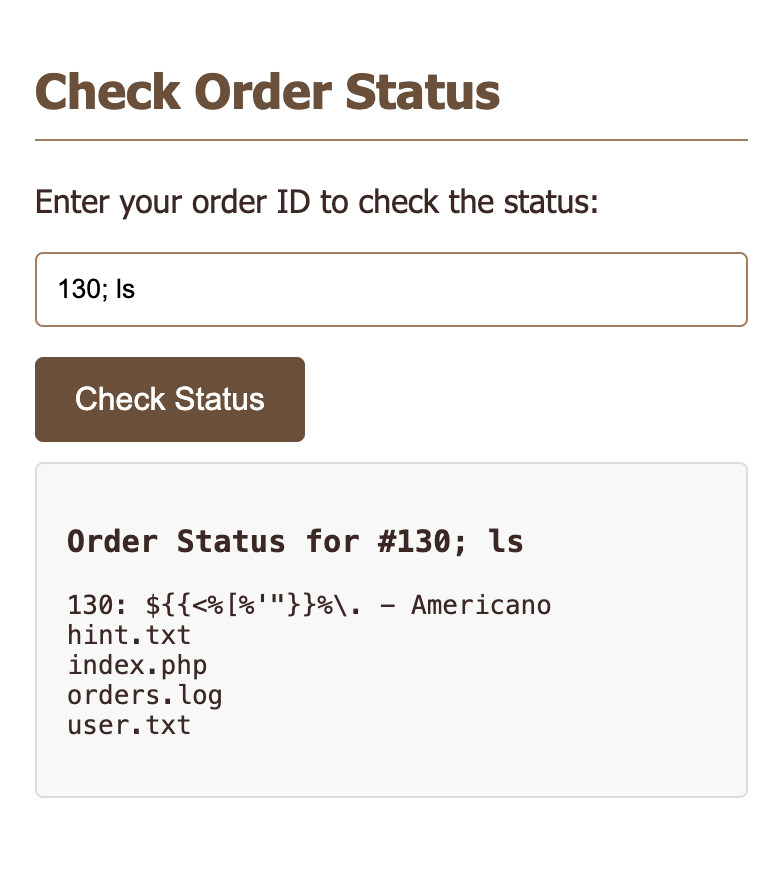 Check Order Status
Enter your order ID to check the status:
130; ls
Check Status
Order Status for #130; ls
130: ${{<%[%'"}}%\. – Americano
hint.txt
index.php
orders.log
user.txt